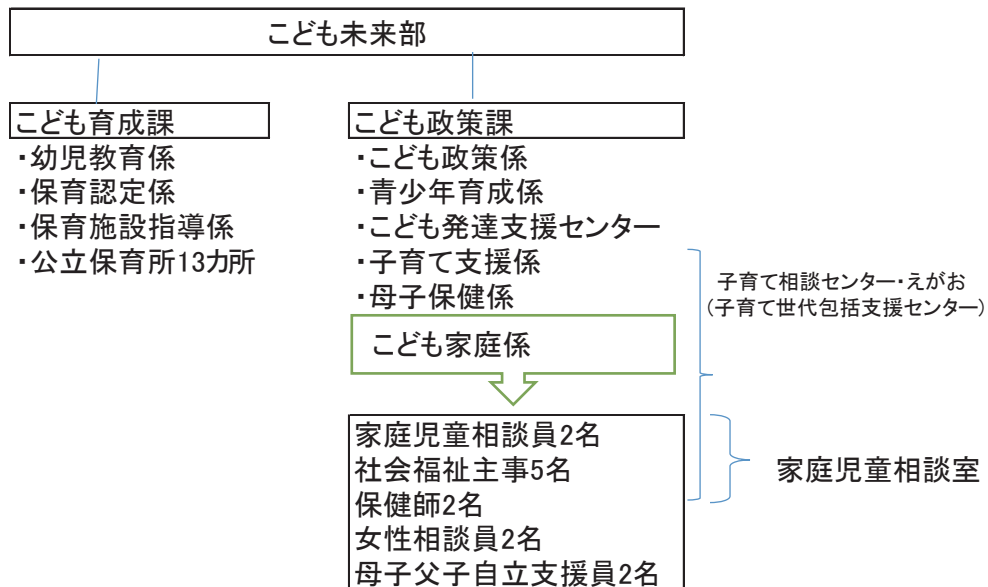 こども未来部
こども育成課
・幼児教育係
・保育認定係
・保育施設指導係
・公立保育所13カ所
こども政策課
・こども政策係
・青少年育成係
・こども発達支援センター
・子育て支援係
・母子保健係
こども家庭係
子育て相談センター・えがお
(子育て世代包括支援センター)
家庭児童相談員2名
社会福祉主事5名
保健師2名
女性相談員2名
母子父子自立支援員2名
家庭児童相談室